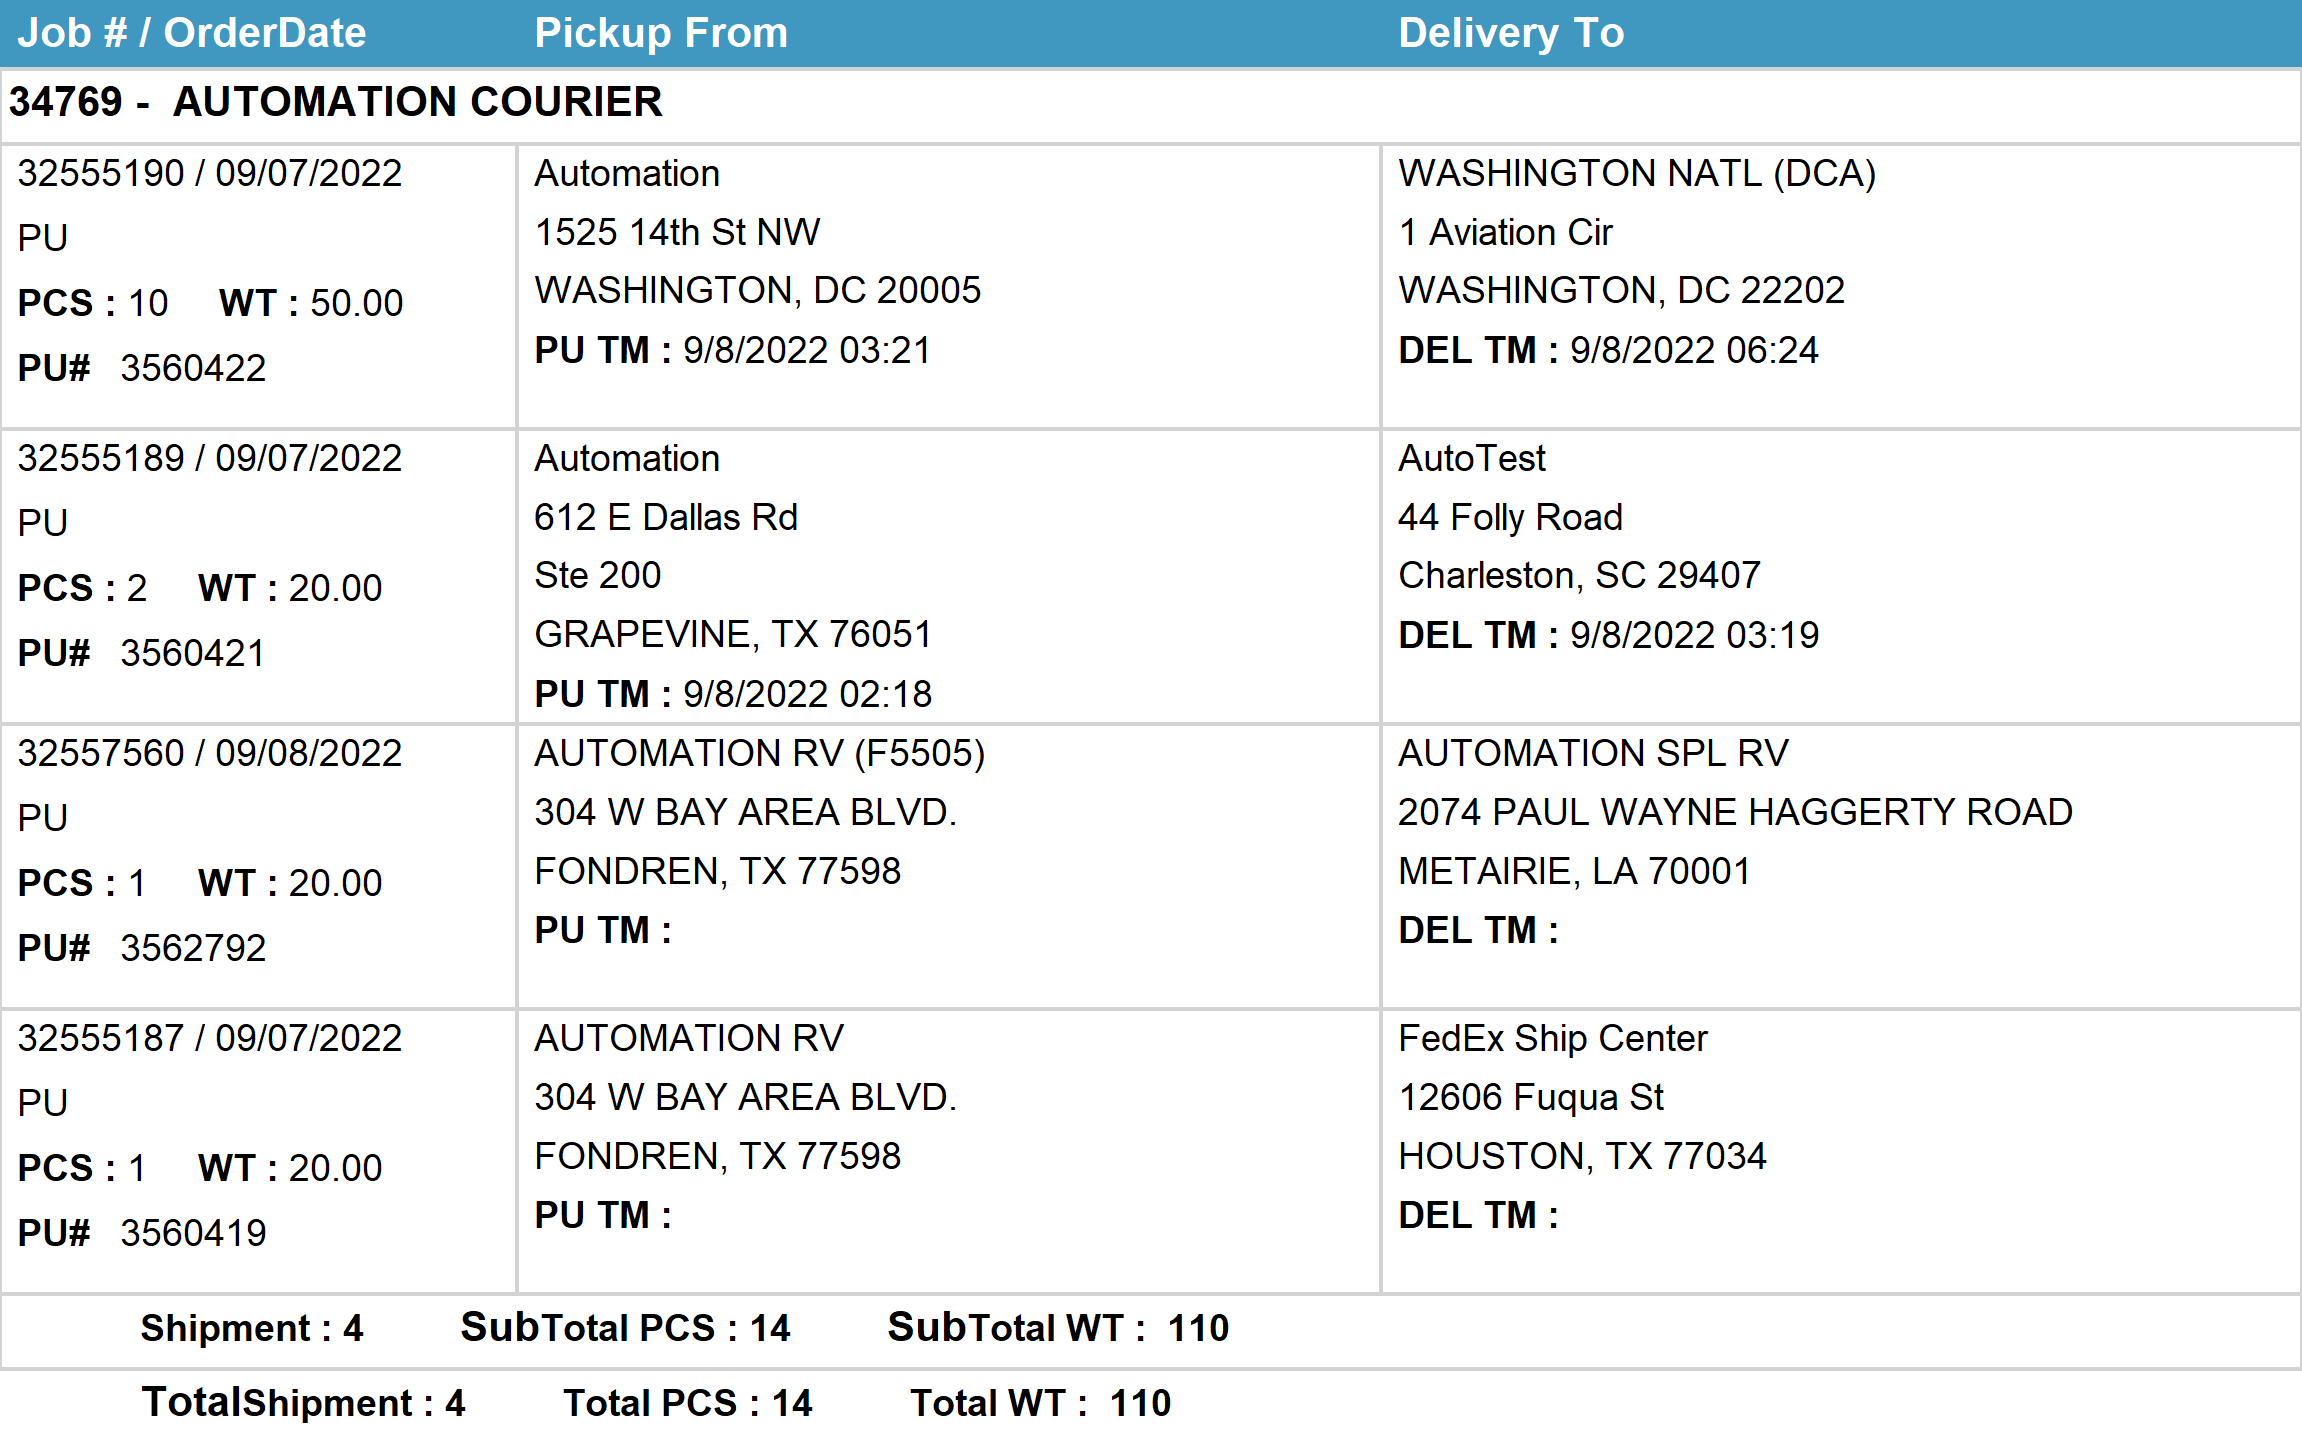 Job # / OrderDate Pickup From Delivery To
34769 - AUTOMATION COURIER
32555190 / 09/07/2022
PU
PCS : 10 WT : 50.00
PU# 3560422
Automation
1525 14th St NW
WASHINGTON, DC 20005
PU TM : 9/8/2022 03:21
WASHINGTON NATL (DCA)
1 Aviation Cir
WASHINGTON, DC 22202
DEL TM : 9/8/2022 06:24
32555189 / 09/07/2022
PU
PCS : 2 WT : 20.00
PU# 3560421
Automation
612 E Dallas Rd
Ste 200
GRAPEVINE, TX 76051
PU TM : 9/8/2022 02:18
AutoTest
44 Folly Road
Charleston, SC 29407
DEL TM : 9/8/2022 03:19
32557560 / 09/08/2022
PU
PCS : 1 WT : 20.00
PU# 3562792
AUTOMATION RV (F5505)
304 W BAY AREA BLVD.
FONDREN, TX 77598
PU TM :
AUTOMATION SPL RV
2074 PAUL WAYNE HAGGERTY ROAD
METAIRIE, LA 70001
DEL TM :
32555187 / 09/07/2022
PU
PCS : 1 WT : 20.00
PU# 3560419
AUTOMATION RV
304 W BAY AREA BLVD.
FONDREN, TX 77598
PU TM :
FedEx Ship Center
12606 Fuqua St
HOUSTON, TX 77034
DEL TM :
Shipment : 4 SubTotal PCS : 14 SubTotal WT : 110
TotalShipment : 4 Total PCS : 14 Total WT : 110